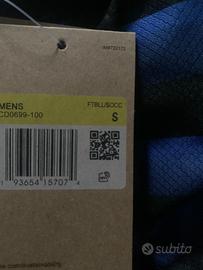 FTBLL/SOCC
MENS
CD0699-100
S
93654 15707
subito